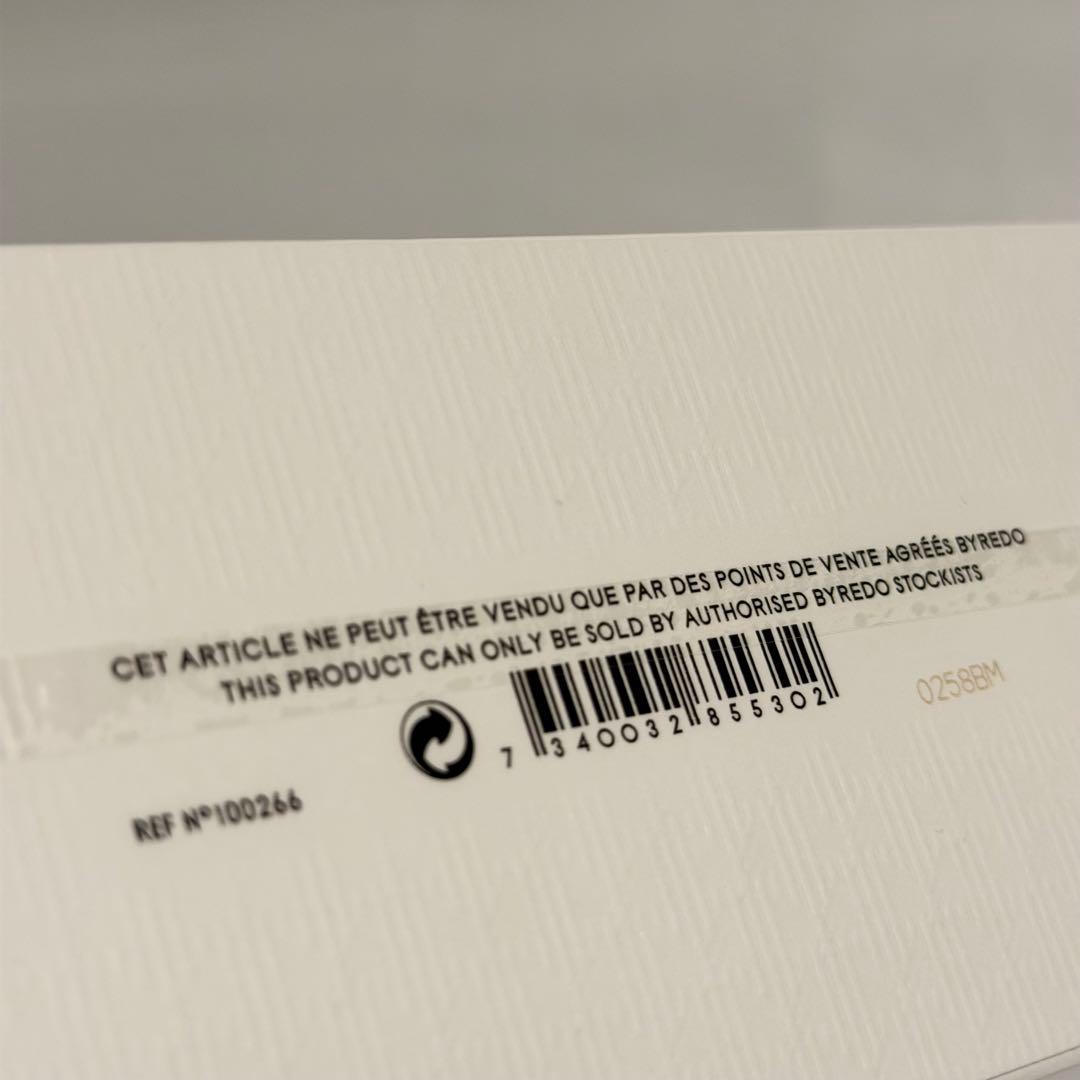 CET ARTICLE NE PEUT ÊTRE VENDU QUE PAR DES POINTS DE VENTE AGRÉÉS BYREDO
THIS PRODUCT CAN ONLY BE SOLD BY AUTHORISED BYREDO STOCKISTS
7 340032 855302
0258BM
REF N°100266